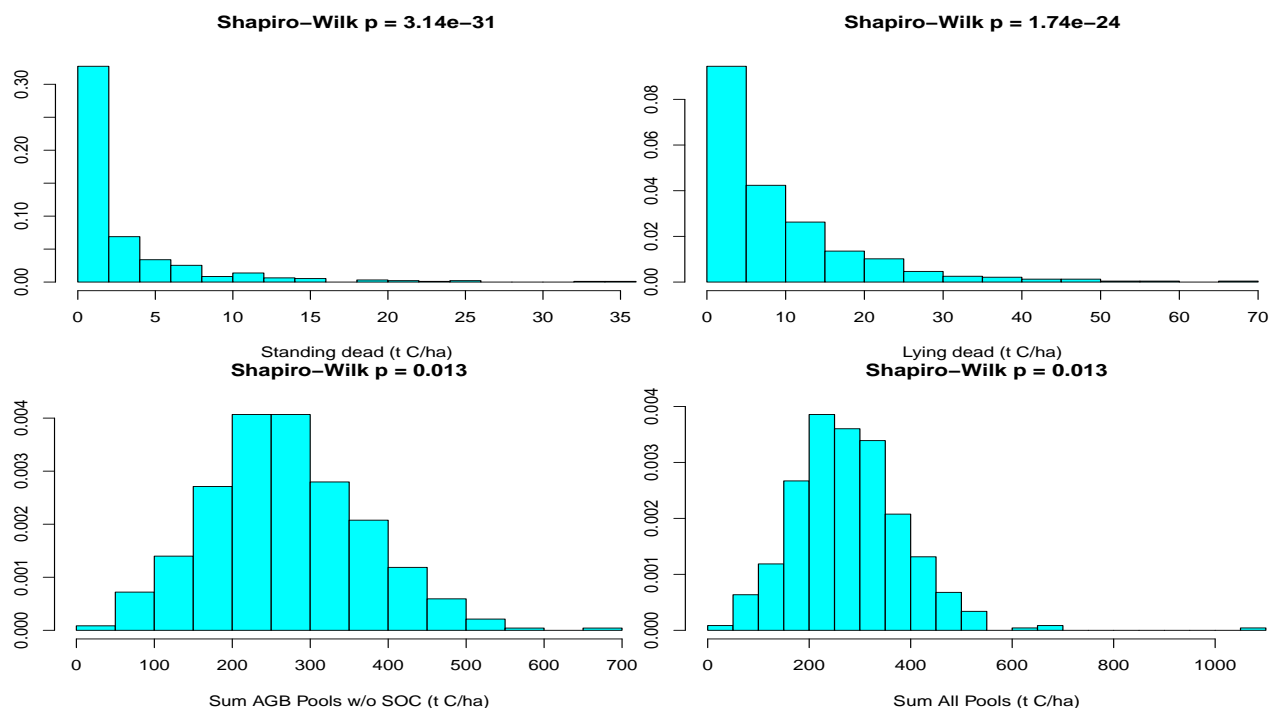 Shapiro−Wilk p = 3.14e−31
0.00 0.10 0.20 0.30
0 5 10 15 20 25 30 35
Standing dead (t C/ha)
Shapiro−Wilk p = 1.74e−24
0.00 0.02 0.04 0.06 0.08
0 10 20 30 40 50 60 70
Lying dead (t C/ha)
Shapiro−Wilk p = 0.013
0.000 0.001 0.002 0.003 0.004
0 100 200 300 400 500 600 700
Sum AGB Pools w/o SOC (t C/ha)
Shapiro−Wilk p = 0.013
0.000 0.001 0.002 0.003 0.004
0 200 400 600 800 1000
Sum All Pools (t C/ha)